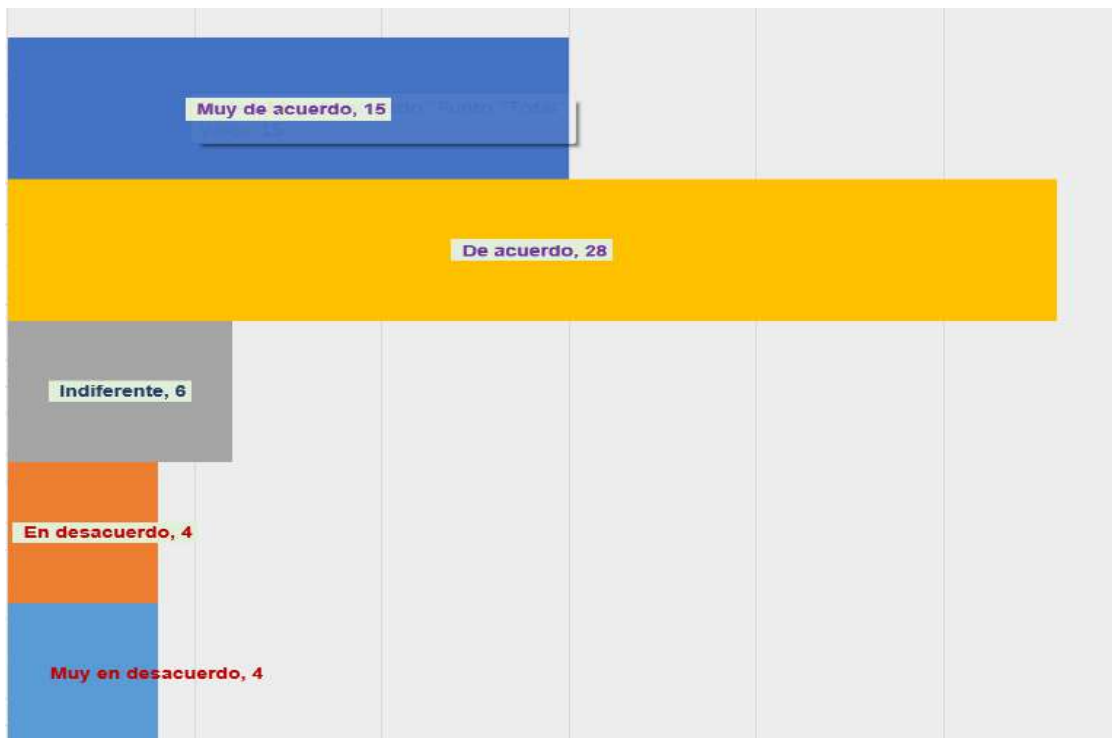 Muy de acuerdo, 15
De acuerdo, 28
Indiferente, 6
En desacuerdo, 4
Muy en desacuerdo, 4